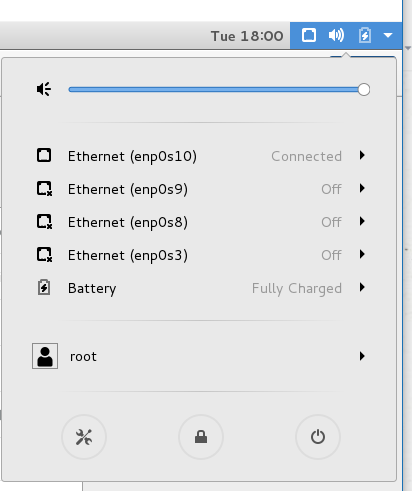 Tue 18:00
Ethernet (enp0s10) Connected
Ethernet (enp0s9) Off
Ethernet (enp0s8) Off
Ethernet (enp0s3) Off
Battery Fully Charged
root